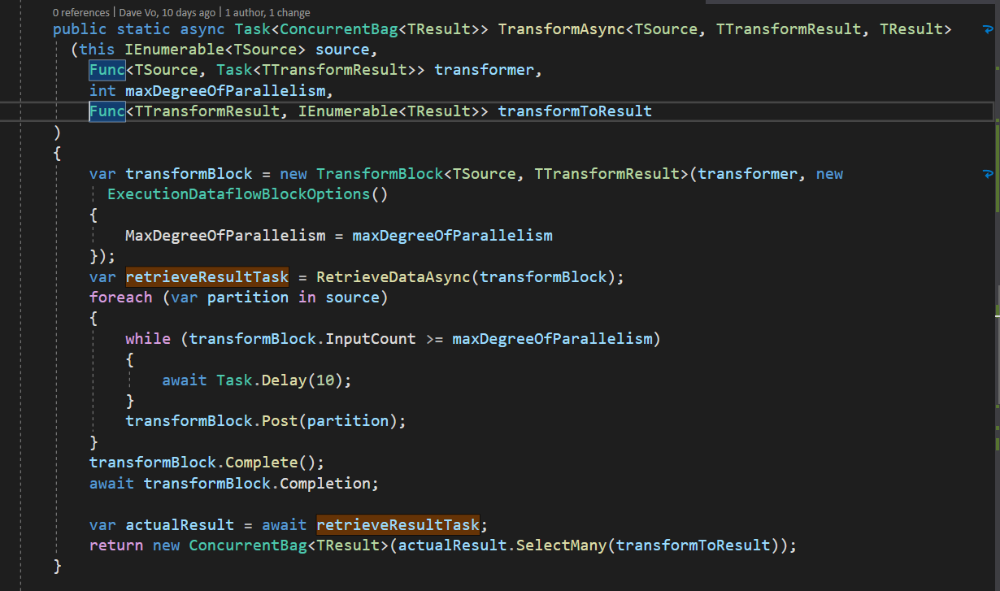 0 references | Dave Vo, 10 days ago | 1 author, 1 change
public static async Task<ConcurrentBag<TResult>> TransformAsync<TSource, TTransformResult, TResult>
(this IEnumerable<TSource> source,
Func<TSource, Task<TTransformResult>> transformer,
int maxDegreeOfParallelism,
Func<TTransformResult, IEnumerable<TResult>> transformToResult
)
{
var transformBlock = new TransformBlock<TSource, TTransformResult>(transformer, new
ExecutionDataflowBlockOptions()
{
MaxDegreeOfParallelism = maxDegreeOfParallelism
});
var retrieveResultTask = RetrieveDataAsync(transformBlock);
foreach (var partition in source)
{
while (transformBlock.InputCount >= maxDegreeOfParallelism)
{
await Task.Delay(10);
}
transformBlock.Post(partition);
}
transformBlock.Complete();
await transformBlock.Completion;
var actualResult = await retrieveResultTask;
return new ConcurrentBag<TResult>(actualResult.SelectMany(transformToResult));
}